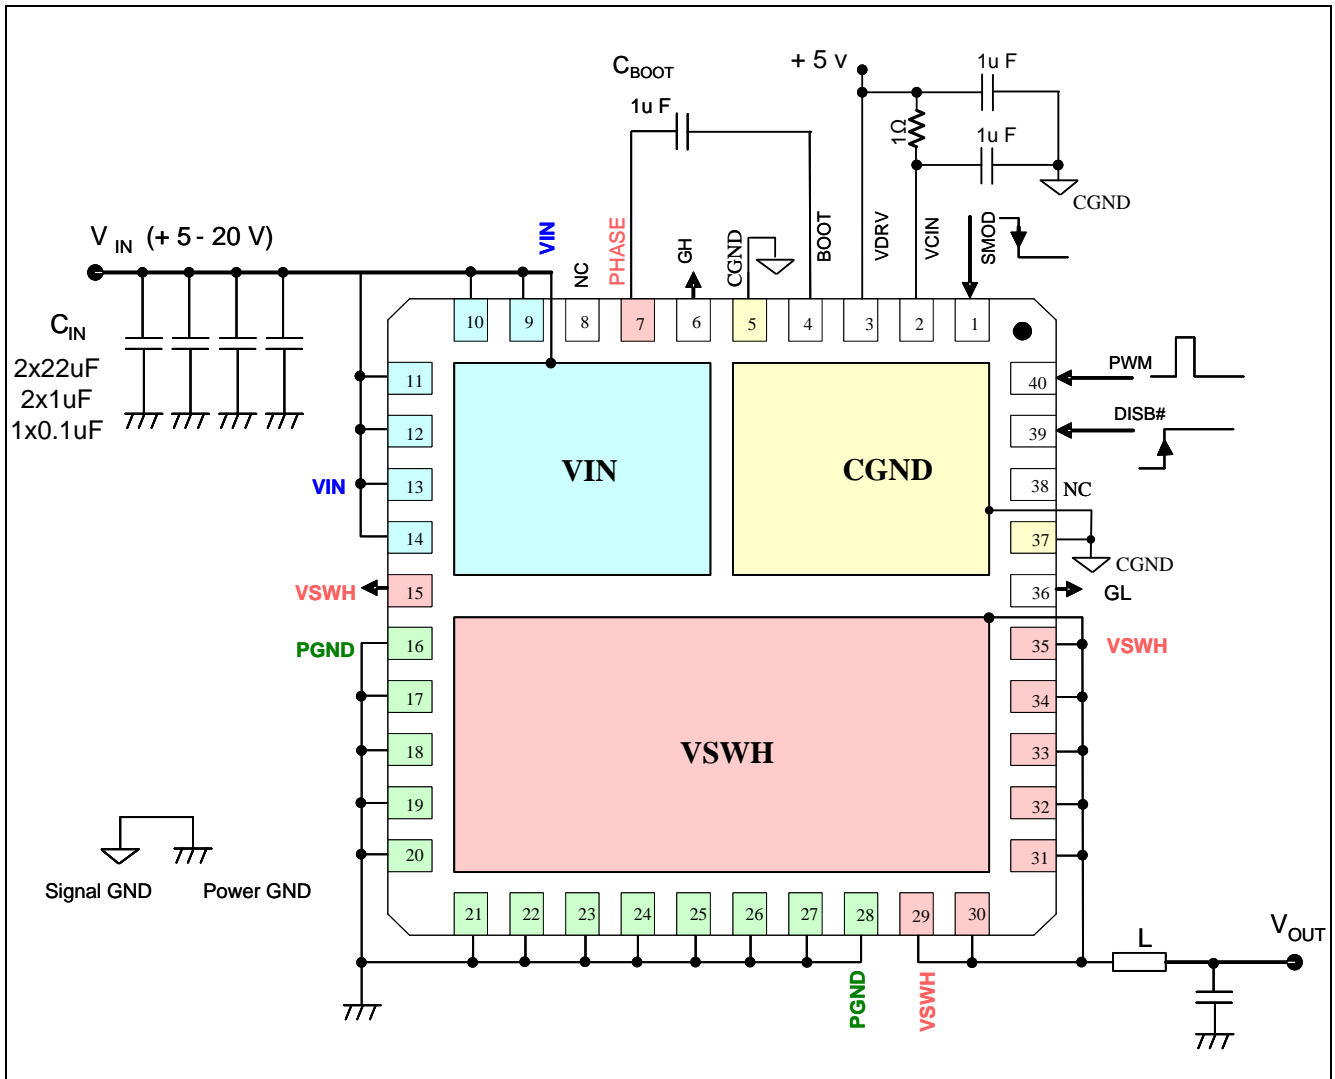 + 5 v
1u F
C BOOT
1u F
1Ω
1u F
CGND
V IN (+ 5 - 20 V)
VIN
NC
PHASE
GH
CGND
BOOT
VDRV
VCIN
SMOD
C IN
2x22uF
2x1uF
1x0.1uF
10 9 8 7 6 5 4 3 2 1
11
12
13
14
15
16
17
18
19
20
VIN
VSWH
PGND
VIN
CGND
VSWH
40 PWM
39 DISB#
38 NC
37 CGND
36 GL
35 VSWH
34
33
32
31
21 22 23 24 25 26 27 28 29 30
PGND
VSWH
L
V OUT
Signal GND
Power GND